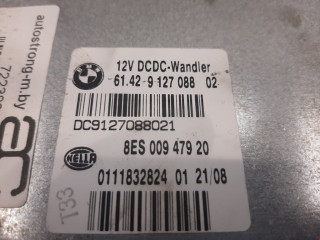 12V DCDC-Wandler
61.42-9 127 088 02
DC9127088021
HELLA
8ES 009 479 20
T33
0111832824 01 21/08
autostrong-m.by